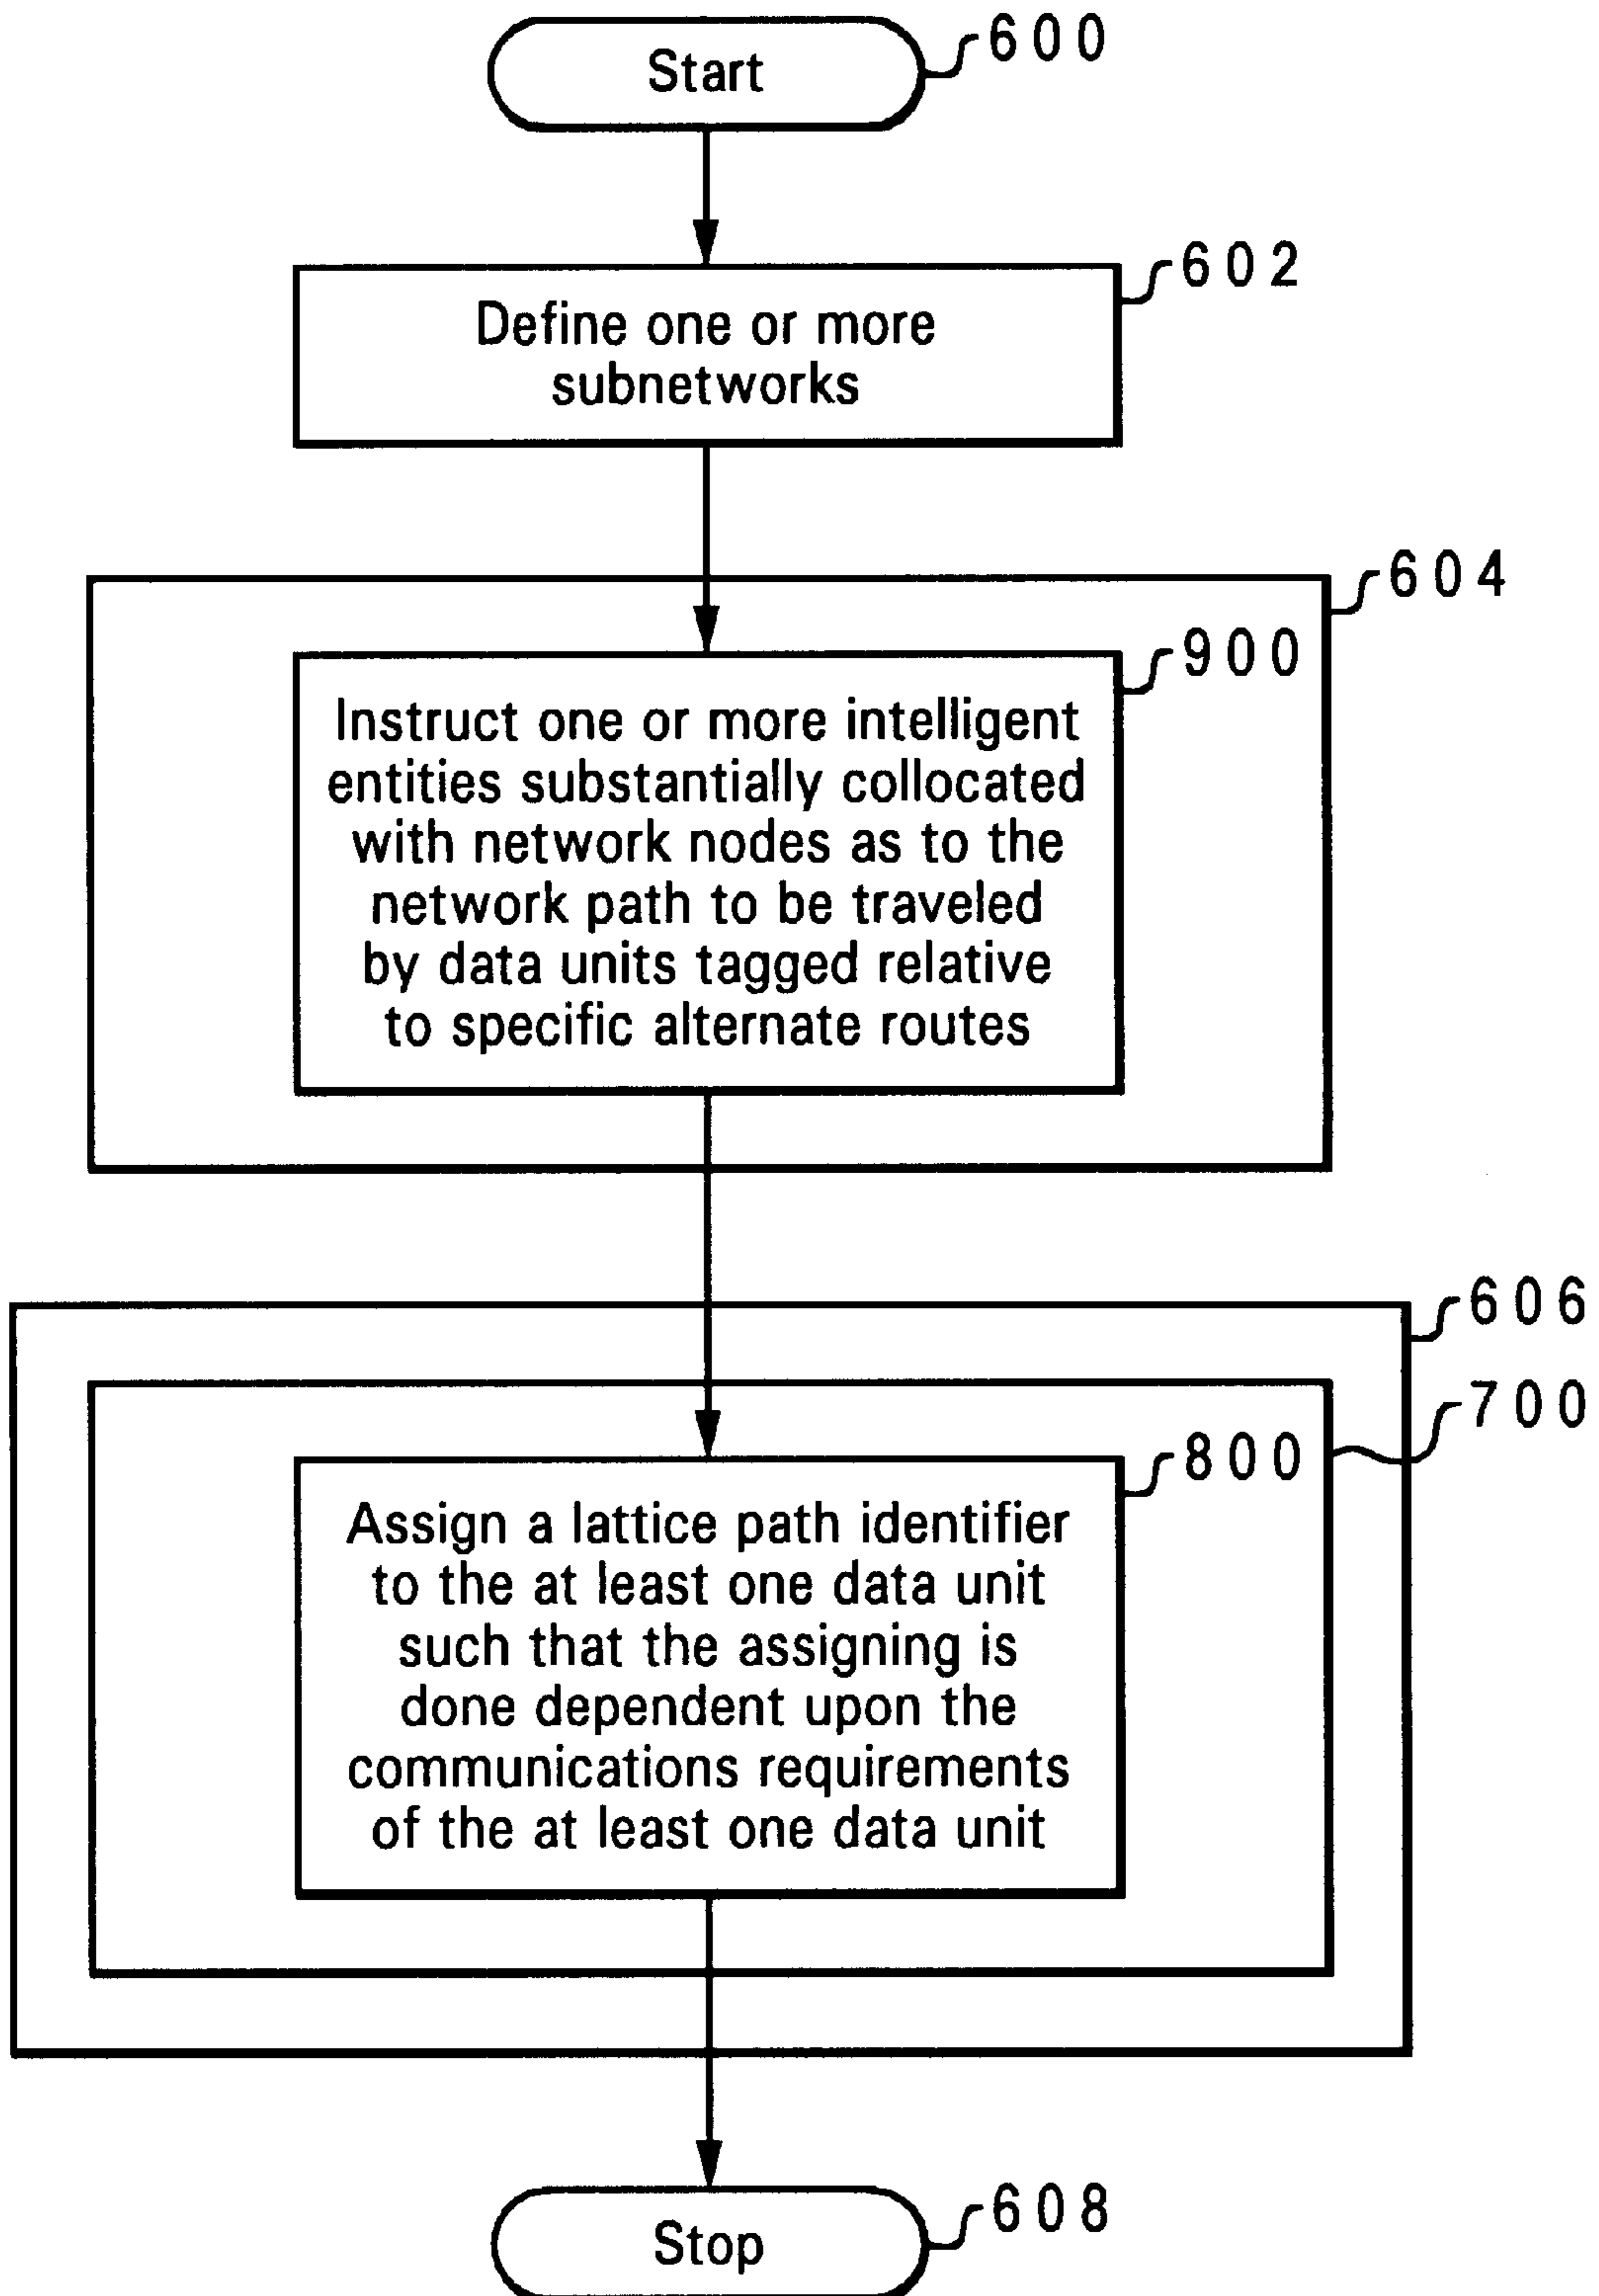 Start
600
Define one or more
subnetworks
602
604
900
Instruct one or more intelligent
entities substantially collocated
with network nodes as to the
network path to be traveled
by data units tagged relative
to specific alternate routes
606
700
800
Assign a lattice path identifier
to the at least one data unit
such that the assigning is
done dependent upon the
communications requirements
of the at least one data unit
Stop
608